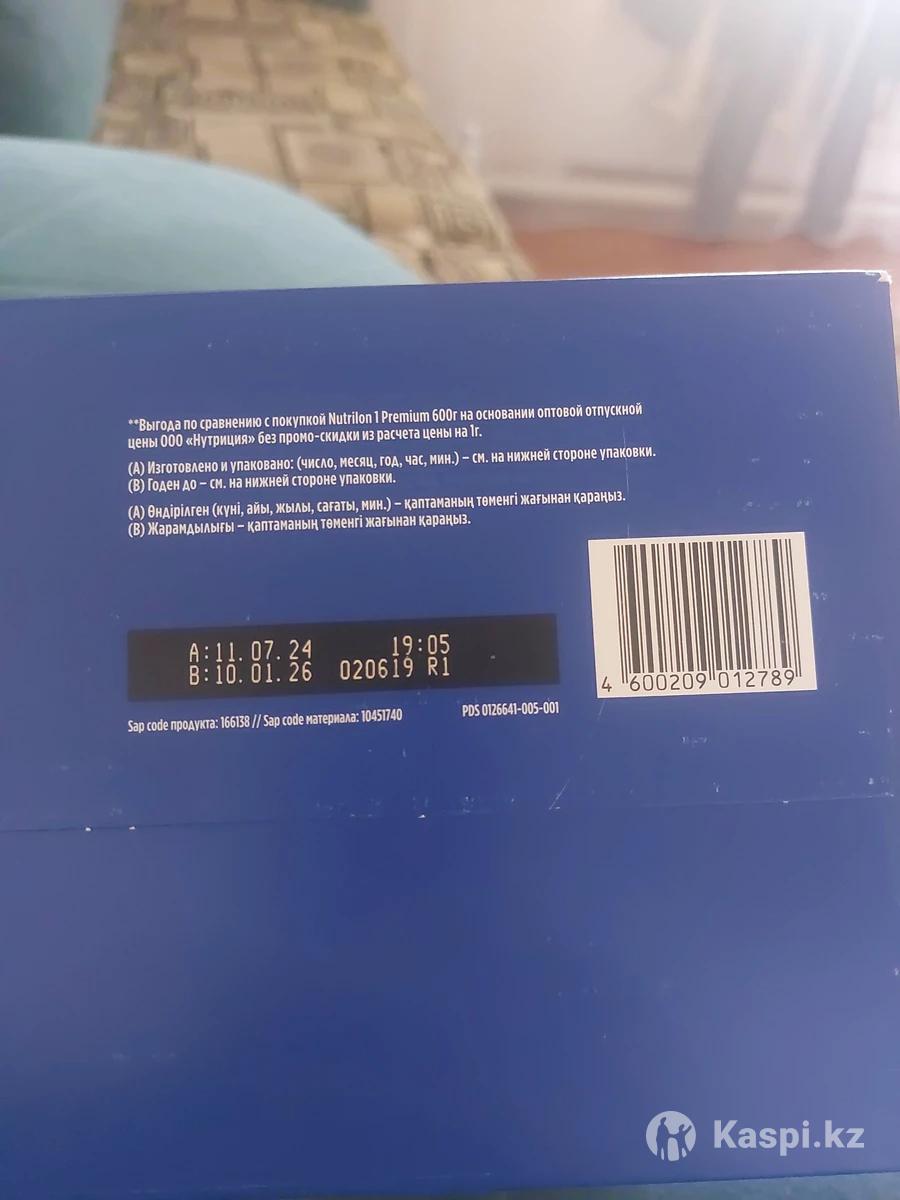 **Выгода по сравнению с покупкой Nutrilon 1 Premium 600г на основании оптовой отпускной
цены ООО «Нутриция» без промо-скидки из расчета цены на 1г.
(A) Изготовлено и упаковано: (число, месяц, год, час, мин.) – см. на нижней стороне упаковки.
(B) Годен до – см. на нижней стороне упаковки.
(A) Өндірілген (күні, айы, жылы, сағаты, мин.) – қаптаманың төменгі жағынан қараңыз.
(B) Жарамдылығы – қаптаманың төменгі жағынан қараңыз.
A:11.07.24 19:05
B:10.01.26 020619 R1
4 600209 012789
Sap code продукта: 166138 // Sap code материала: 10451740 PDS 0126641-005-001
Kaspi.kz